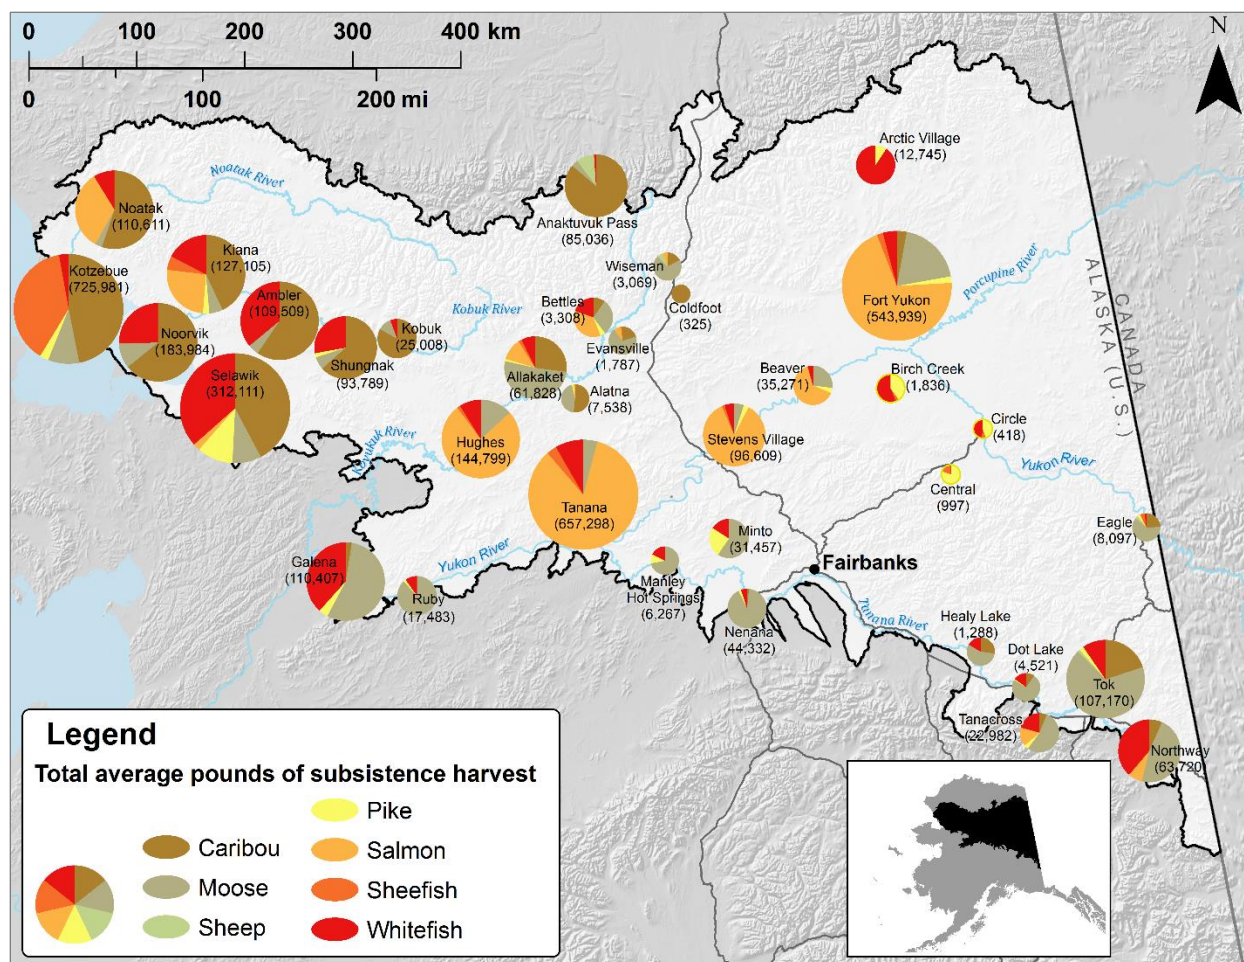 0 100 200 300 400 km
0 100 200 mi
N
Arctic Village
(12,745)
Noatak River
Noatak
(110,611)
Anaktuvuk Pass
(85,036)
Kiana
(127,105)
Kotzebue
(725,981)
Wiseman
(3,069)
Coldfoot
(325)
Fort Yukon
(543,939)
Porcupine River
CANADA
ALASKA (U.S.)
Ambler
(109,509)
Kobuk River
Bettles
(3,308)
Noorvik
(183,984)
Kobuk
(25,008)
Shungnak
(93,789)
Evansville
(1,787)
Allakaket
(61,828)
Alatna
(7,538)
Beaver
(35,271)
Birch Creek
(1,836)
Selawik
(312,111)
Circle
(418)
Hughes
(144,799)
Stevens Village
(96,609)
Koyukuk River
Yukon River
Central
(997)
Tanana
(657,298)
Eagle
(8,097)
Minto
(31,457)
Galena
(110,407)
Yukon River
Fairbanks
Manley
Hot Springs
(6,267)
Ruby
(17,483)
Nenana
(44,332)
Tanana River
Healy Lake
(1,288)
Dot Lake
(4,521)
Tok
(107,170)
Tanacross
(22,982)
Northway
(63,720)
Legend
Total average pounds of subsistence harvest
Caribou
Moose
Sheep
Pike
Salmon
Sheefish
Whitefish